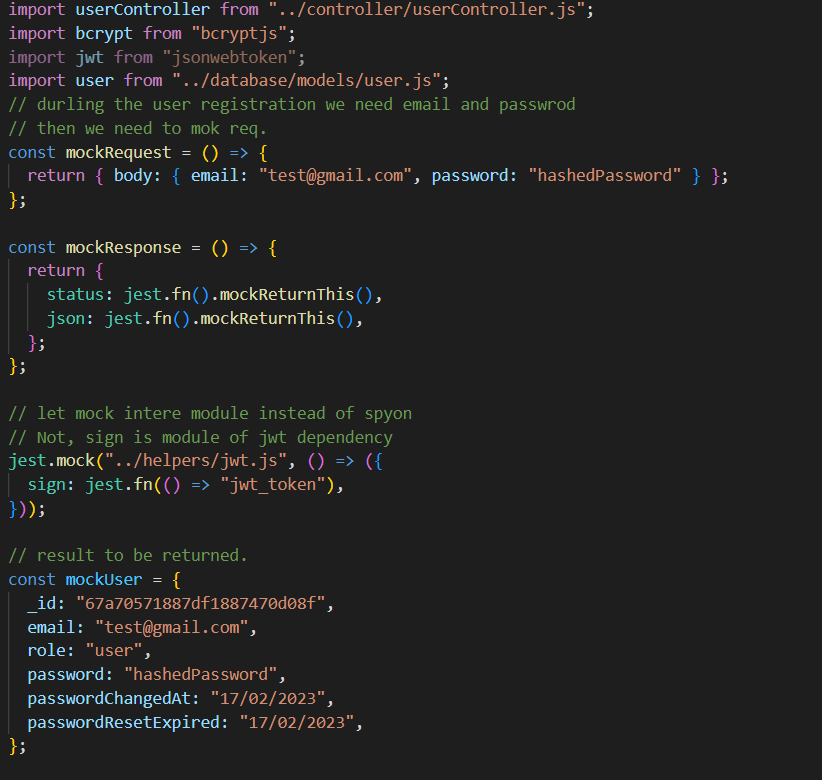 import userController from "../controller/userController.js";
import bcrypt from "bcryptjs";
import jwt from "jsonwebtoken";
import user from "../database/models/user.js";
// durling the user registration we need email and passwrod
// then we need to mok req.
const mockRequest = () => {
  return { body: { email: "test@gmail.com", password: "hashedPassword" } };
};

const mockResponse = () => {
  return {
    status: jest.fn().mockReturnThis(),
    json: jest.fn().mockReturnThis(),
  };
};

// let mock intere module instead of spyon
// Not, sign is module of jwt dependency
jest.mock("../helpers/jwt.js", () => ({
  sign: jest.fn(() => "jwt_token"),
}));

// result to be returned.
const mockUser = {
  _id: "67a70571887df1887470d08f",
  email: "test@gmail.com",
  role: "user",
  password: "hashedPassword",
  passwordChangedAt: "17/02/2023",
  passwordResetExpired: "17/02/2023",
};